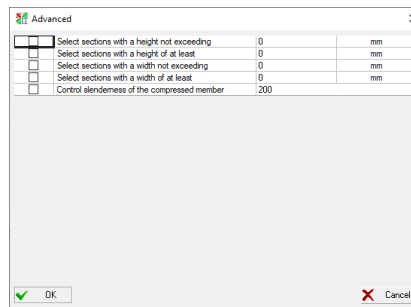 Advanced
Select sections with a height not exceeding 0 mm
Select sections with a height of at least 0 mm
Select sections with a width not exceeding 0 mm
Select sections with a width of at least 0 mm
Control slenderness of the compressed member 200
OK Cancel